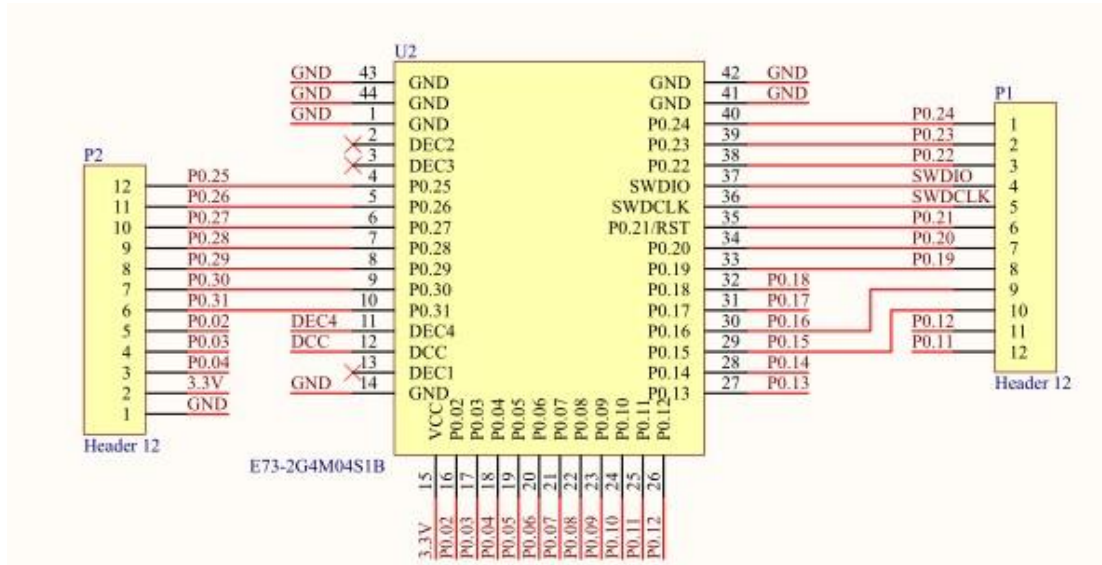 U2
GND 43 GND GND 42 GND
GND 44 GND GND 41 GND
GND 1 GND P0.24 40 P0.24 1
2 DEC2 P0.23 39 P0.23 2
3 DEC3 P0.22 38 P0.22 3
12 P0.25 4 P0.25 SWDIO 37 SWDIO 4
11 P0.26 5 P0.26 SWDCLK 36 SWDCLK 5
10 P0.27 6 P0.27 P0.21/RST 35 P0.21 6
9 P0.28 7 P0.28 P0.20 34 P0.20 7
8 P0.29 8 P0.29 P0.19 33 P0.19 8
7 P0.30 9 P0.30 P0.18 32 P0.18 9
6 P0.31 10 P0.31 P0.17 31 P0.17 10
5 P0.02 DEC4 11 DEC4 P0.16 30 P0.16 P0.12 11
4 P0.03 DCC 12 DCC P0.15 29 P0.15 P0.11 12
3 P0.04 13 DEC1 P0.14 28 P0.14
2 3.3V GND 14 GND P0.13 27 P0.13
1 GND
P2
P1
Header 12
Header 12
VCC P0.02 P0.03 P0.04 P0.05 P0.06 P0.07 P0.08 P0.09 P0.10 P0.11 P0.12
E73-2G4M04S1B
15 16 17 18 19 20 21 22 23 24 25 26
3.3V P0.02 P0.03 P0.04 P0.05 P0.06 P0.07 P0.08 P0.09 P0.10 P0.11 P0.12